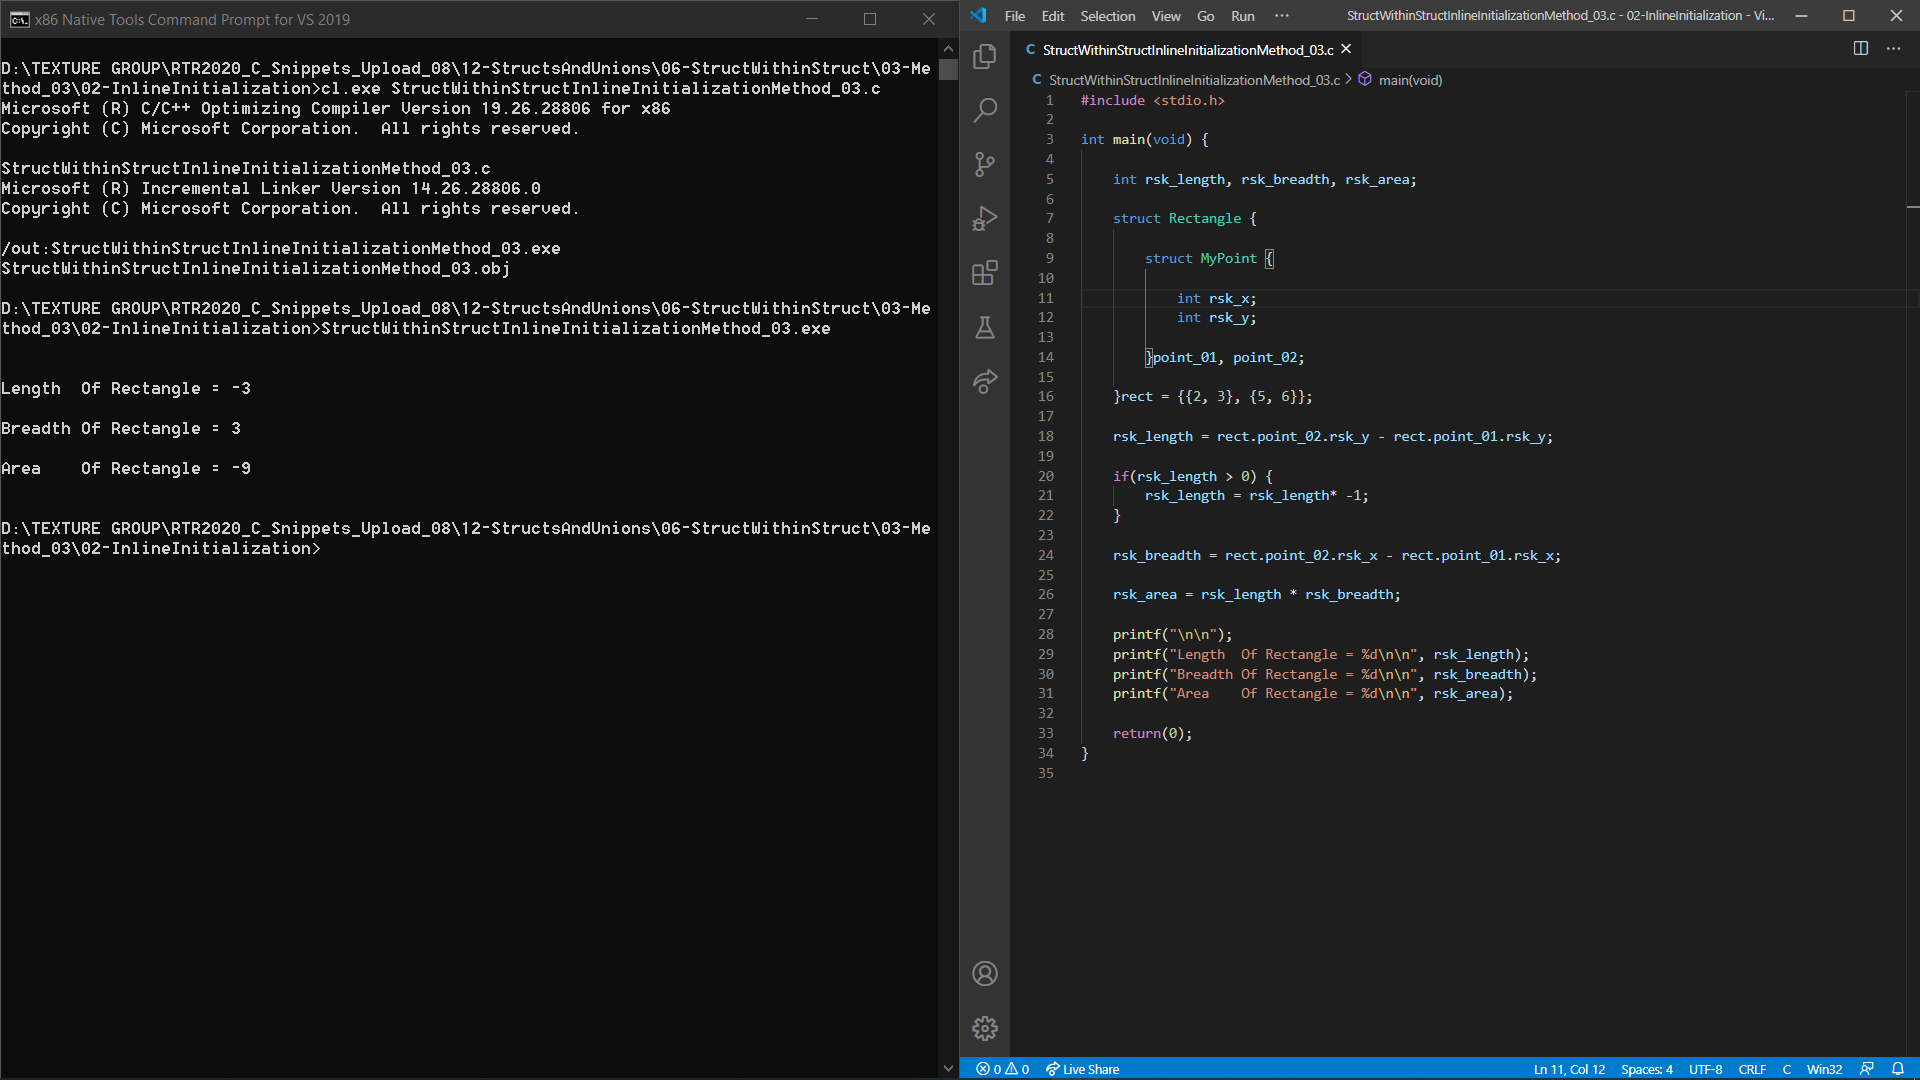 x86 Native Tools Command Prompt for VS 2019
D:\TEXTURE GROUP\RTR2020_C_Snippets_Upload_08\12-StructsAndUnions\06-StructWithinStruct\03-Me
thod_03\02-InlineInitialization>cl.exe StructWithinStructInlineInitializationMethod_03.c
Microsoft (R) C/C++ Optimizing Compiler Version 19.26.28806 for x86
Copyright (C) Microsoft Corporation.  All rights reserved.
StructWithinStructInlineInitializationMethod_03.c
Microsoft (R) Incremental Linker Version 14.26.28806.0
Copyright (C) Microsoft Corporation.  All rights reserved.
/out:StructWithinStructInlineInitializationMethod_03.exe
StructWithinStructInlineInitializationMethod_03.obj
D:\TEXTURE GROUP\RTR2020_C_Snippets_Upload_08\12-StructsAndUnions\06-StructWithinStruct\03-Me
thod_03\02-InlineInitialization>StructWithinStructInlineInitializationMethod_03.exe
Length  Of Rectangle = -3
Breadth Of Rectangle = 3
Area    Of Rectangle = -9
D:\TEXTURE GROUP\RTR2020_C_Snippets_Upload_08\12-StructsAndUnions\06-StructWithinStruct\03-Me
thod_03\02-InlineInitialization>
File Edit Selection View Go Run ··· StructWithinStructInlineInitializationMethod_03.c - 02-InlineInitialization - Vi...
C StructWithinStructInlineInitializationMethod_03.c
C StructWithinStructInlineInitializationMethod_03.c > main(void)
1 #include <stdio.h>
2
3 int main(void) {
4
5     int rsk_length, rsk_breadth, rsk_area;
6
7     struct Rectangle {
8
9         struct MyPoint {
10
11             int rsk_x;
12             int rsk_y;
13
14         }point_01, point_02;
15
16     }rect = {{2, 3}, {5, 6}};
17
18     rsk_length = rect.point_02.rsk_y - rect.point_01.rsk_y;
19
20     if(rsk_length > 0) {
21         rsk_length = rsk_length* -1;
22     }
23
24     rsk_breadth = rect.point_02.rsk_x - rect.point_01.rsk_x;
25
26     rsk_area = rsk_length * rsk_breadth;
27
28     printf("\n\n");
29     printf("Length  Of Rectangle = %d\n\n", rsk_length);
30     printf("Breadth Of Rectangle = %d\n\n", rsk_breadth);
31     printf("Area    Of Rectangle = %d\n\n", rsk_area);
32
33     return(0);
34 }
35
0 0 Live Share Ln 11, Col 12 Spaces: 4 UTF-8 CRLF C Win32